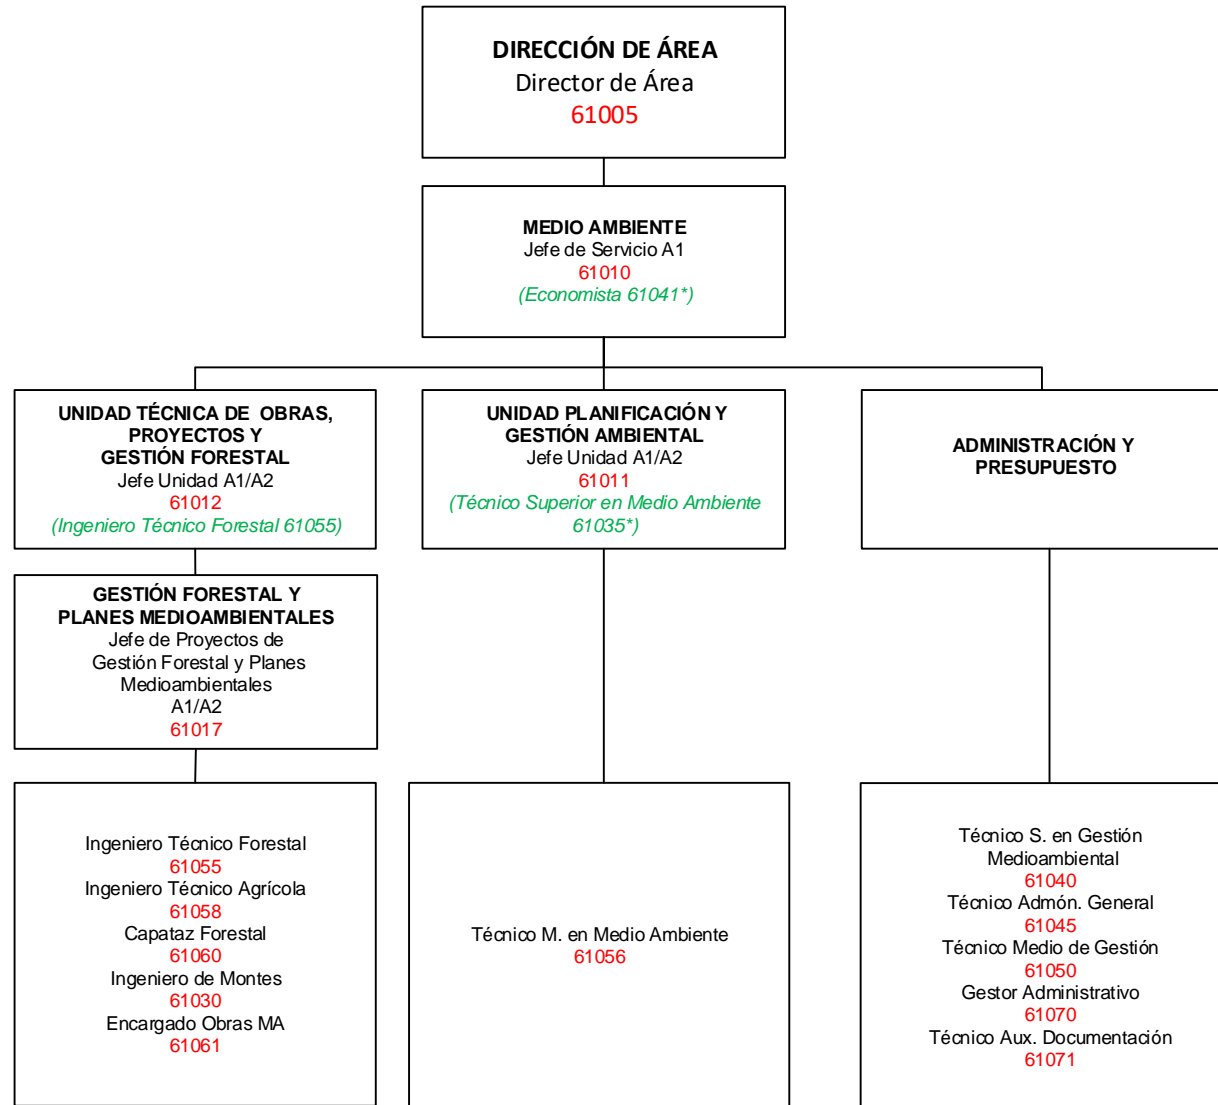 DIRECCIÓN DE ÁREA
Director de Área
61005
MEDIO AMBIENTE
Jefe de Servicio A1
61010
(Economista 61041*)
UNIDAD TÉCNICA DE OBRAS,
PROYECTOS Y
GESTIÓN FORESTAL
Jefe Unidad A1/A2
61012
(Ingeniero Técnico Forestal 61055)
UNIDAD PLANIFICACIÓN Y
GESTIÓN AMBIENTAL
Jefe Unidad A1/A2
61011
(Técnico Superior en Medio Ambiente
61035*)
ADMINISTRACIÓN Y
PRESUPUESTO
GESTIÓN FORESTAL Y
PLANES MEDIOAMBIENTALES
Jefe de Proyectos de
Gestión Forestal y Planes
Medioambientales
A1/A2
61017
Ingeniero Técnico Forestal
61055
Ingeniero Técnico Agrícola
61058
Capataz Forestal
61060
Ingeniero de Montes
61030
Encargado Obras MA
61061
Técnico M. en Medio Ambiente
61056
Técnico S. en Gestión
Medioambiental
61040
Técnico Admón. General
61045
Técnico Medio de Gestión
61050
Gestor Administrativo
61070
Técnico Aux. Documentación
61071